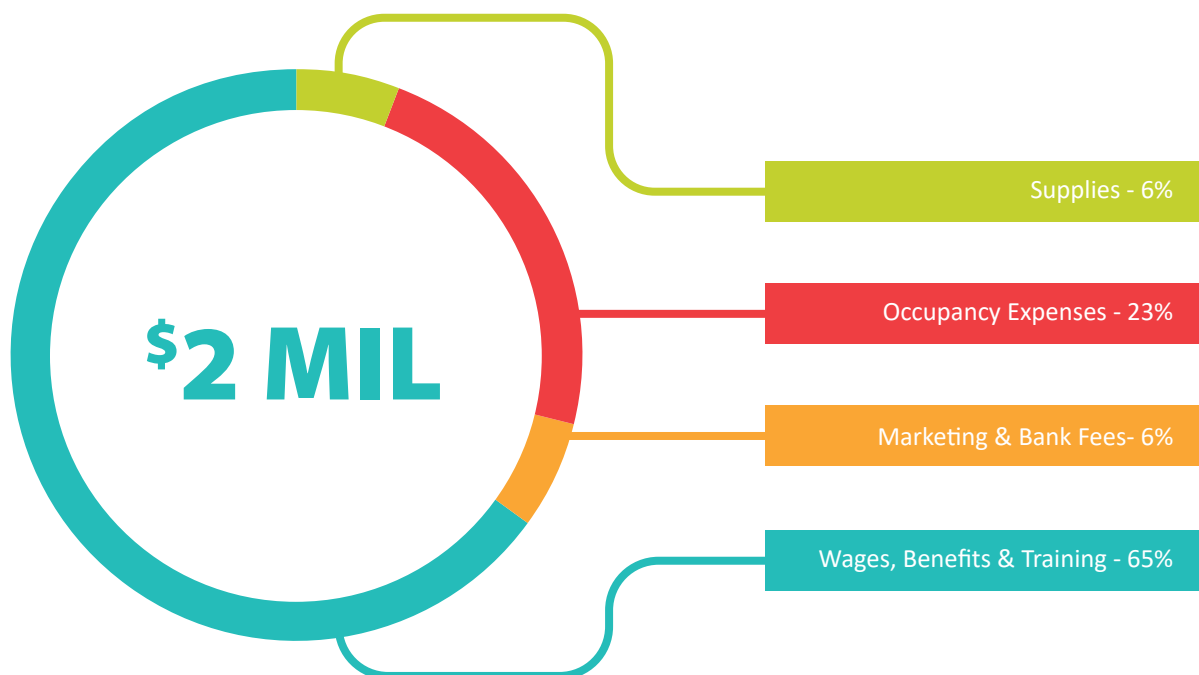 $2 MIL
Supplies - 6%
Occupancy Expenses - 23%
Marketing & Bank Fees- 6%
Wages, Benefits & Training - 65%